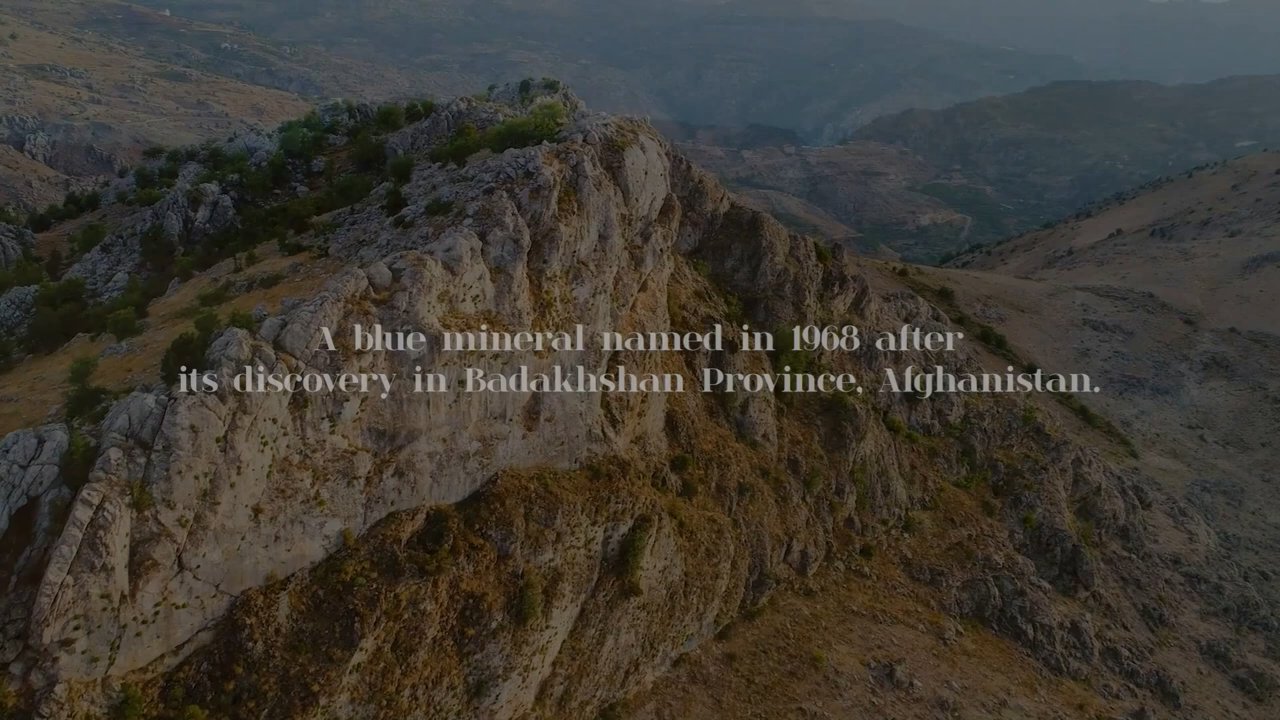 A blue mineral named in 1968 after
its discovery in Badakhshan Province, Afghanistan.